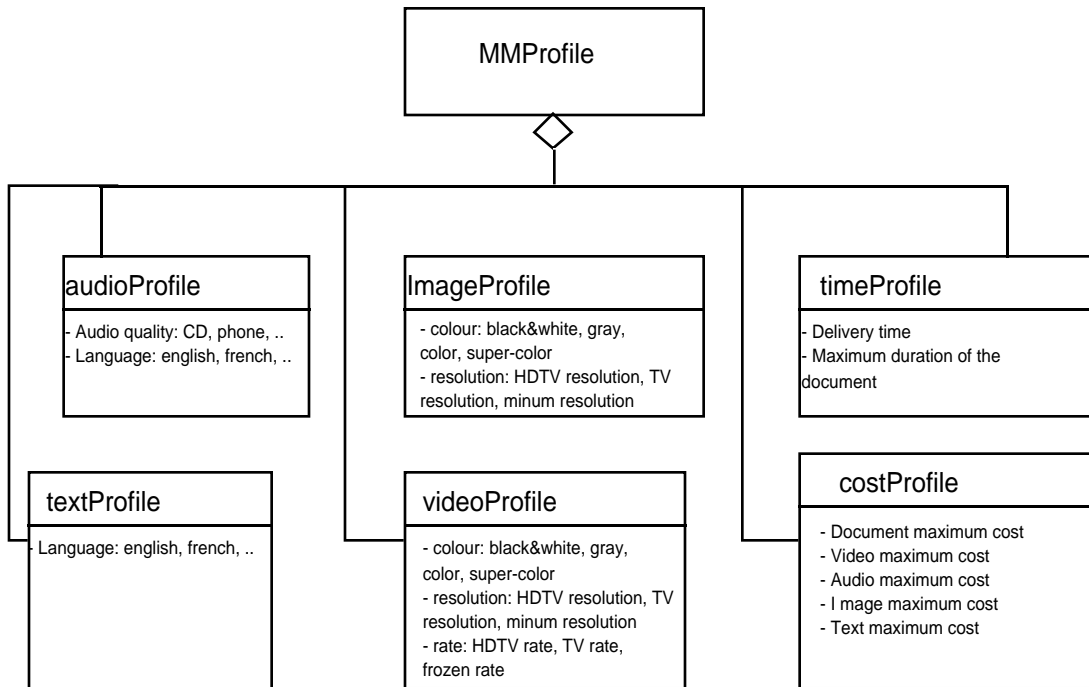 MMProfile
audioProfile
- Audio quality: CD, phone, ..
- Language: english, french, ..
ImageProfile
- colour: black&white, gray,
color, super-color
- resolution: HDTV resolution, TV
resolution, minum resolution
timeProfile
- Delivery time
- Maximum duration of the
document
textProfile
- Language: english, french, ..
videoProfile
- colour: black&white, gray,
color, super-color
- resolution: HDTV resolution, TV
resolution, minum resolution
- rate: HDTV rate, TV rate,
frozen rate
costProfile
- Document maximum cost
- Video maximum cost
- Audio maximum cost
- I mage maximum cost
- Text maximum cost